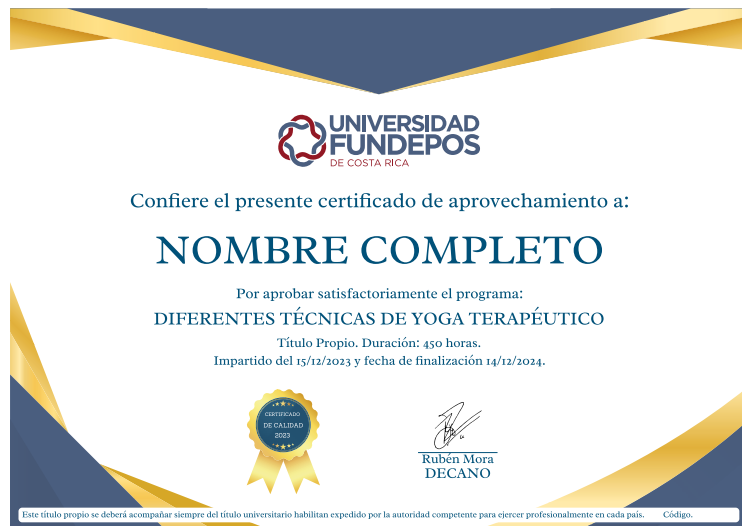 UNIVERSIDAD
FUNDEPOS
DE COSTA RICA
Confiere el presente certificado de aprovechamiento a:
NOMBRE COMPLETO
Por aprobar satisfactoriamente el programa:
DIFERENTES TÉCNICAS DE YOGA TERAPÉUTICO
Título Propio. Duración: 450 horas.
Impartido del 15/12/2023 y fecha de finalización 14/12/2024.
CERTIFICADO
DE CALIDAD
2023
Rubén Mora
DECANO
Este título propio se deberá acompañar siempre del título universitario habilitan expedido por la autoridad competente para ejercer profesionalmente en cada país. Código.